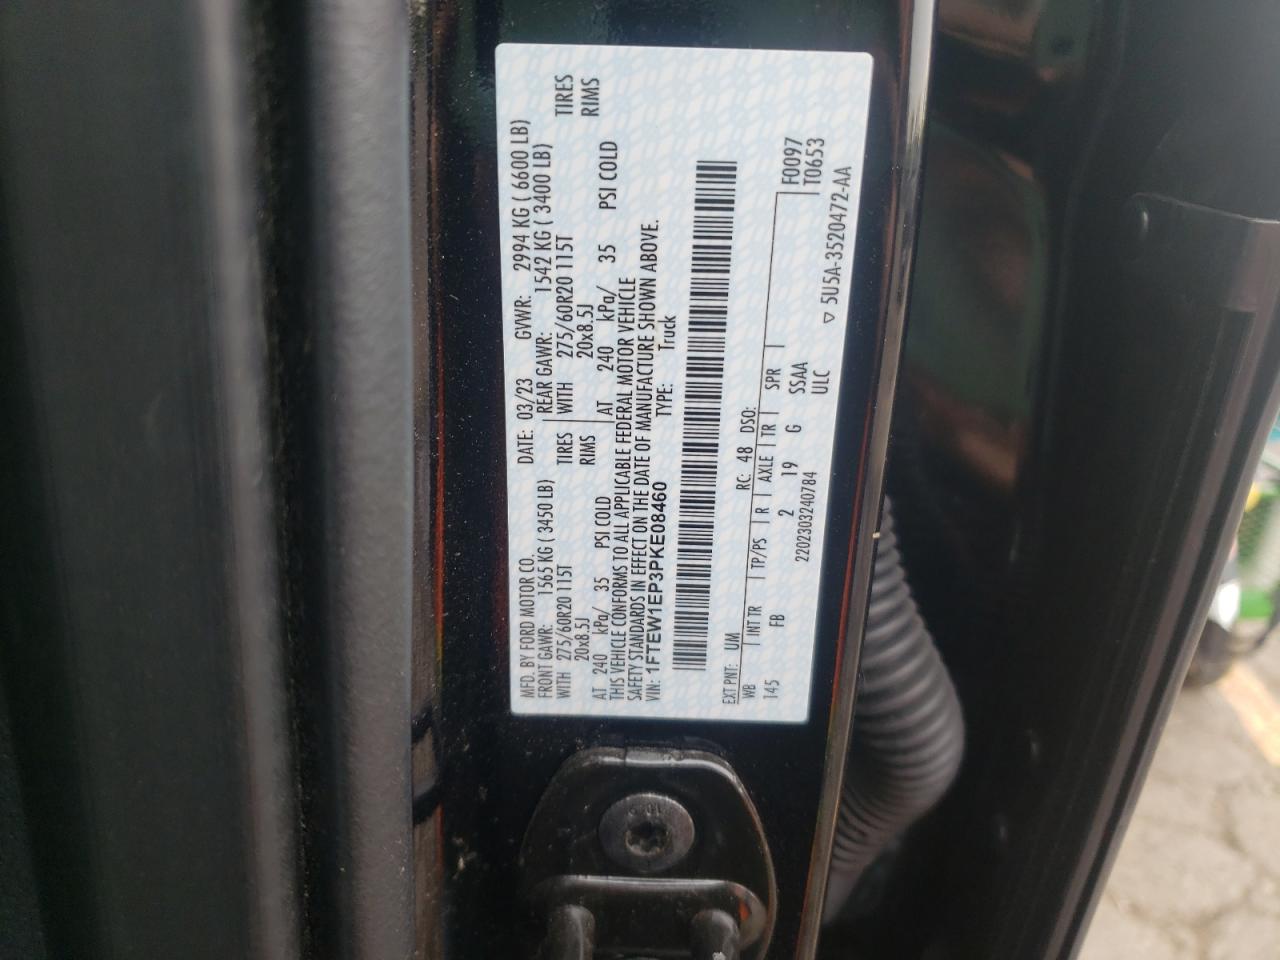 MFD. BY FORD MOTOR CO. DATE: 03/23 GVWR: 2994 KG ( 6600 LB)
FRONT GAWR: 1565 KG ( 3450 LB) REAR GAWR: 1542 KG ( 3400 LB)
WITH 275/60R20 115T TIRES WITH 275/60R20 115T TIRES
20x8.5J RIMS 20x8.5J RIMS
AT 240 kPa/ 35 PSI COLD AT 240 kPa/ 35 PSI COLD
THIS VEHICLE CONFORMS TO ALL APPLICABLE FEDERAL MOTOR VEHICLE
SAFETY STANDARDS IN EFFECT ON THE DATE OF MANUFACTURE SHOWN ABOVE.
VIN: 1FTEW1EP3PKE08460 TYPE: Truck
EXT PNT: UM RC: 48 DSO:
WB INT TR TP/PS R AXLE TR SPR F0097
145 FB 2 19 G SSAA T0653
2202303240784 ULC ▽ 5U5A-3520472-AA